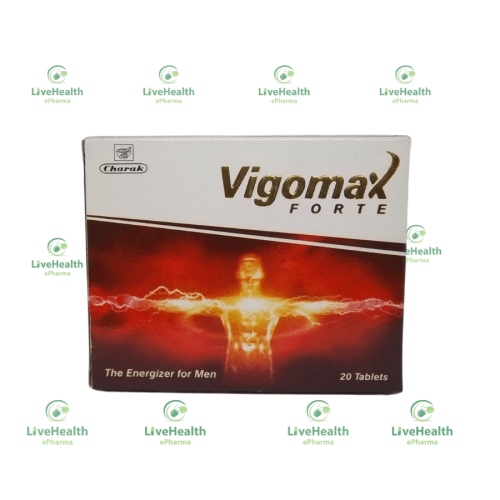 LiveHealth
ePharma
LiveHealth
ePharma
LiveHealth
ePharma
LiveHealth
ePharma
Charak
Vigomax
FORTE
LiveHealth
ePharma
LiveHealth
ePharma
The Energizer for Men
20 Tablets
LiveHealth
ePharma
LiveHealth
ePharma
LiveHealth
ePharma
LiveHealth
ePharma